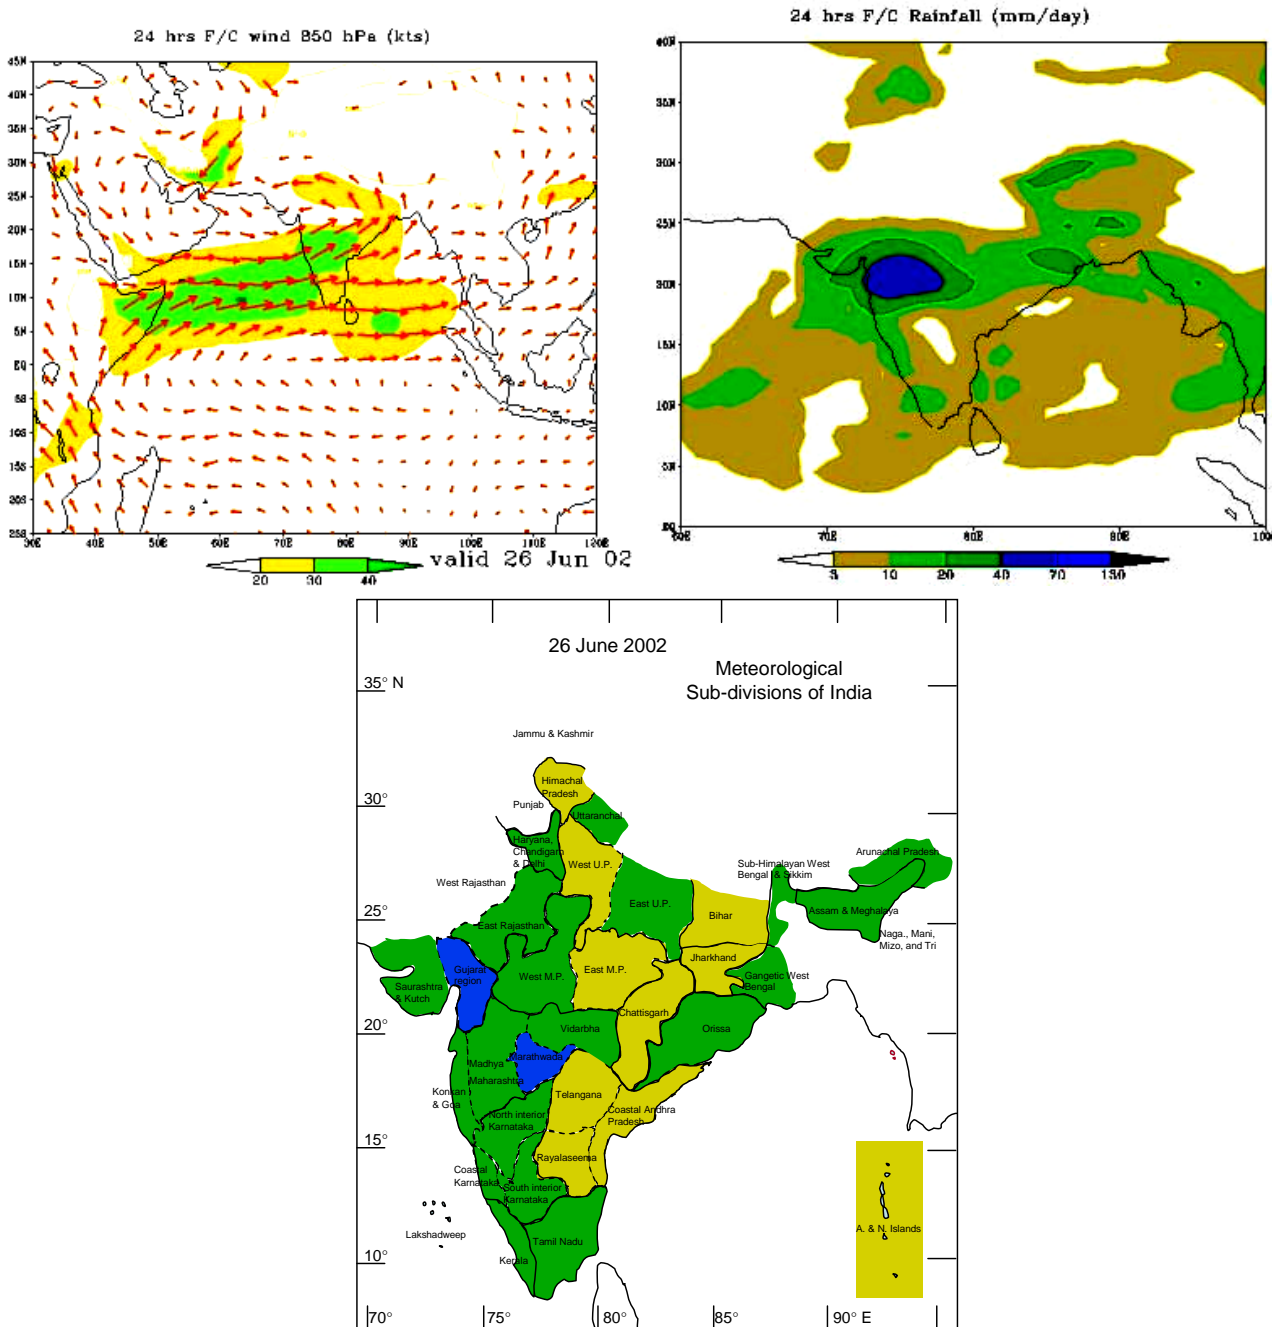 24 hrs F/C wind 850 hPa (kts)
45N
40N
35N
30N
25N
20N
15N
10N
5N
EQ
5S
10S
15S
20S
25S
30E 40E 50E 60E 70E 80E 90E 100E 110E 120E
20 30 40
valid 26 Jun 02
24 hrs F/C Rainfall (mm/day)
40N
35N
30N
25N
20N
15N
10N
5N
EQ
60E 70E 80E 90E 100
3 10 20 40 70 130
26 June 2002
Meteorological
Sub-divisions of India
35° N
30°
25°
20°
15°
10°
Jammu & Kashmir
Himachal
Pradesh
Punjab
Uttaranchal
Haryana,
Chandigarh
& Delhi
West U.P.
West Rajasthan
East Rajasthan
East U.P.
Bihar
Sub-Himalayan West
Bengal & Sikkim
Arunachal Pradesh
Assam & Meghalaya
Naga., Mani,
Mizo, and Tri
Gujarat
region
Saurashtra
& Kutch
West M.P.
East M.P.
Jharkhand
Gangetic West
Bengal
Chattisgarh
Orissa
Vidarbha
Madhya
Maharashtra
Marathwada
Konkan
& Goa
Telangana
Coastal Andhra
Pradesh
North interior
Karnataka
Rayalaseema
Coastal
Karnataka
South interior
Karnataka
Lakshadweep
Tamil Nadu
Kerala
A. & N. Islands
70° 75° 80° 85° 90° E